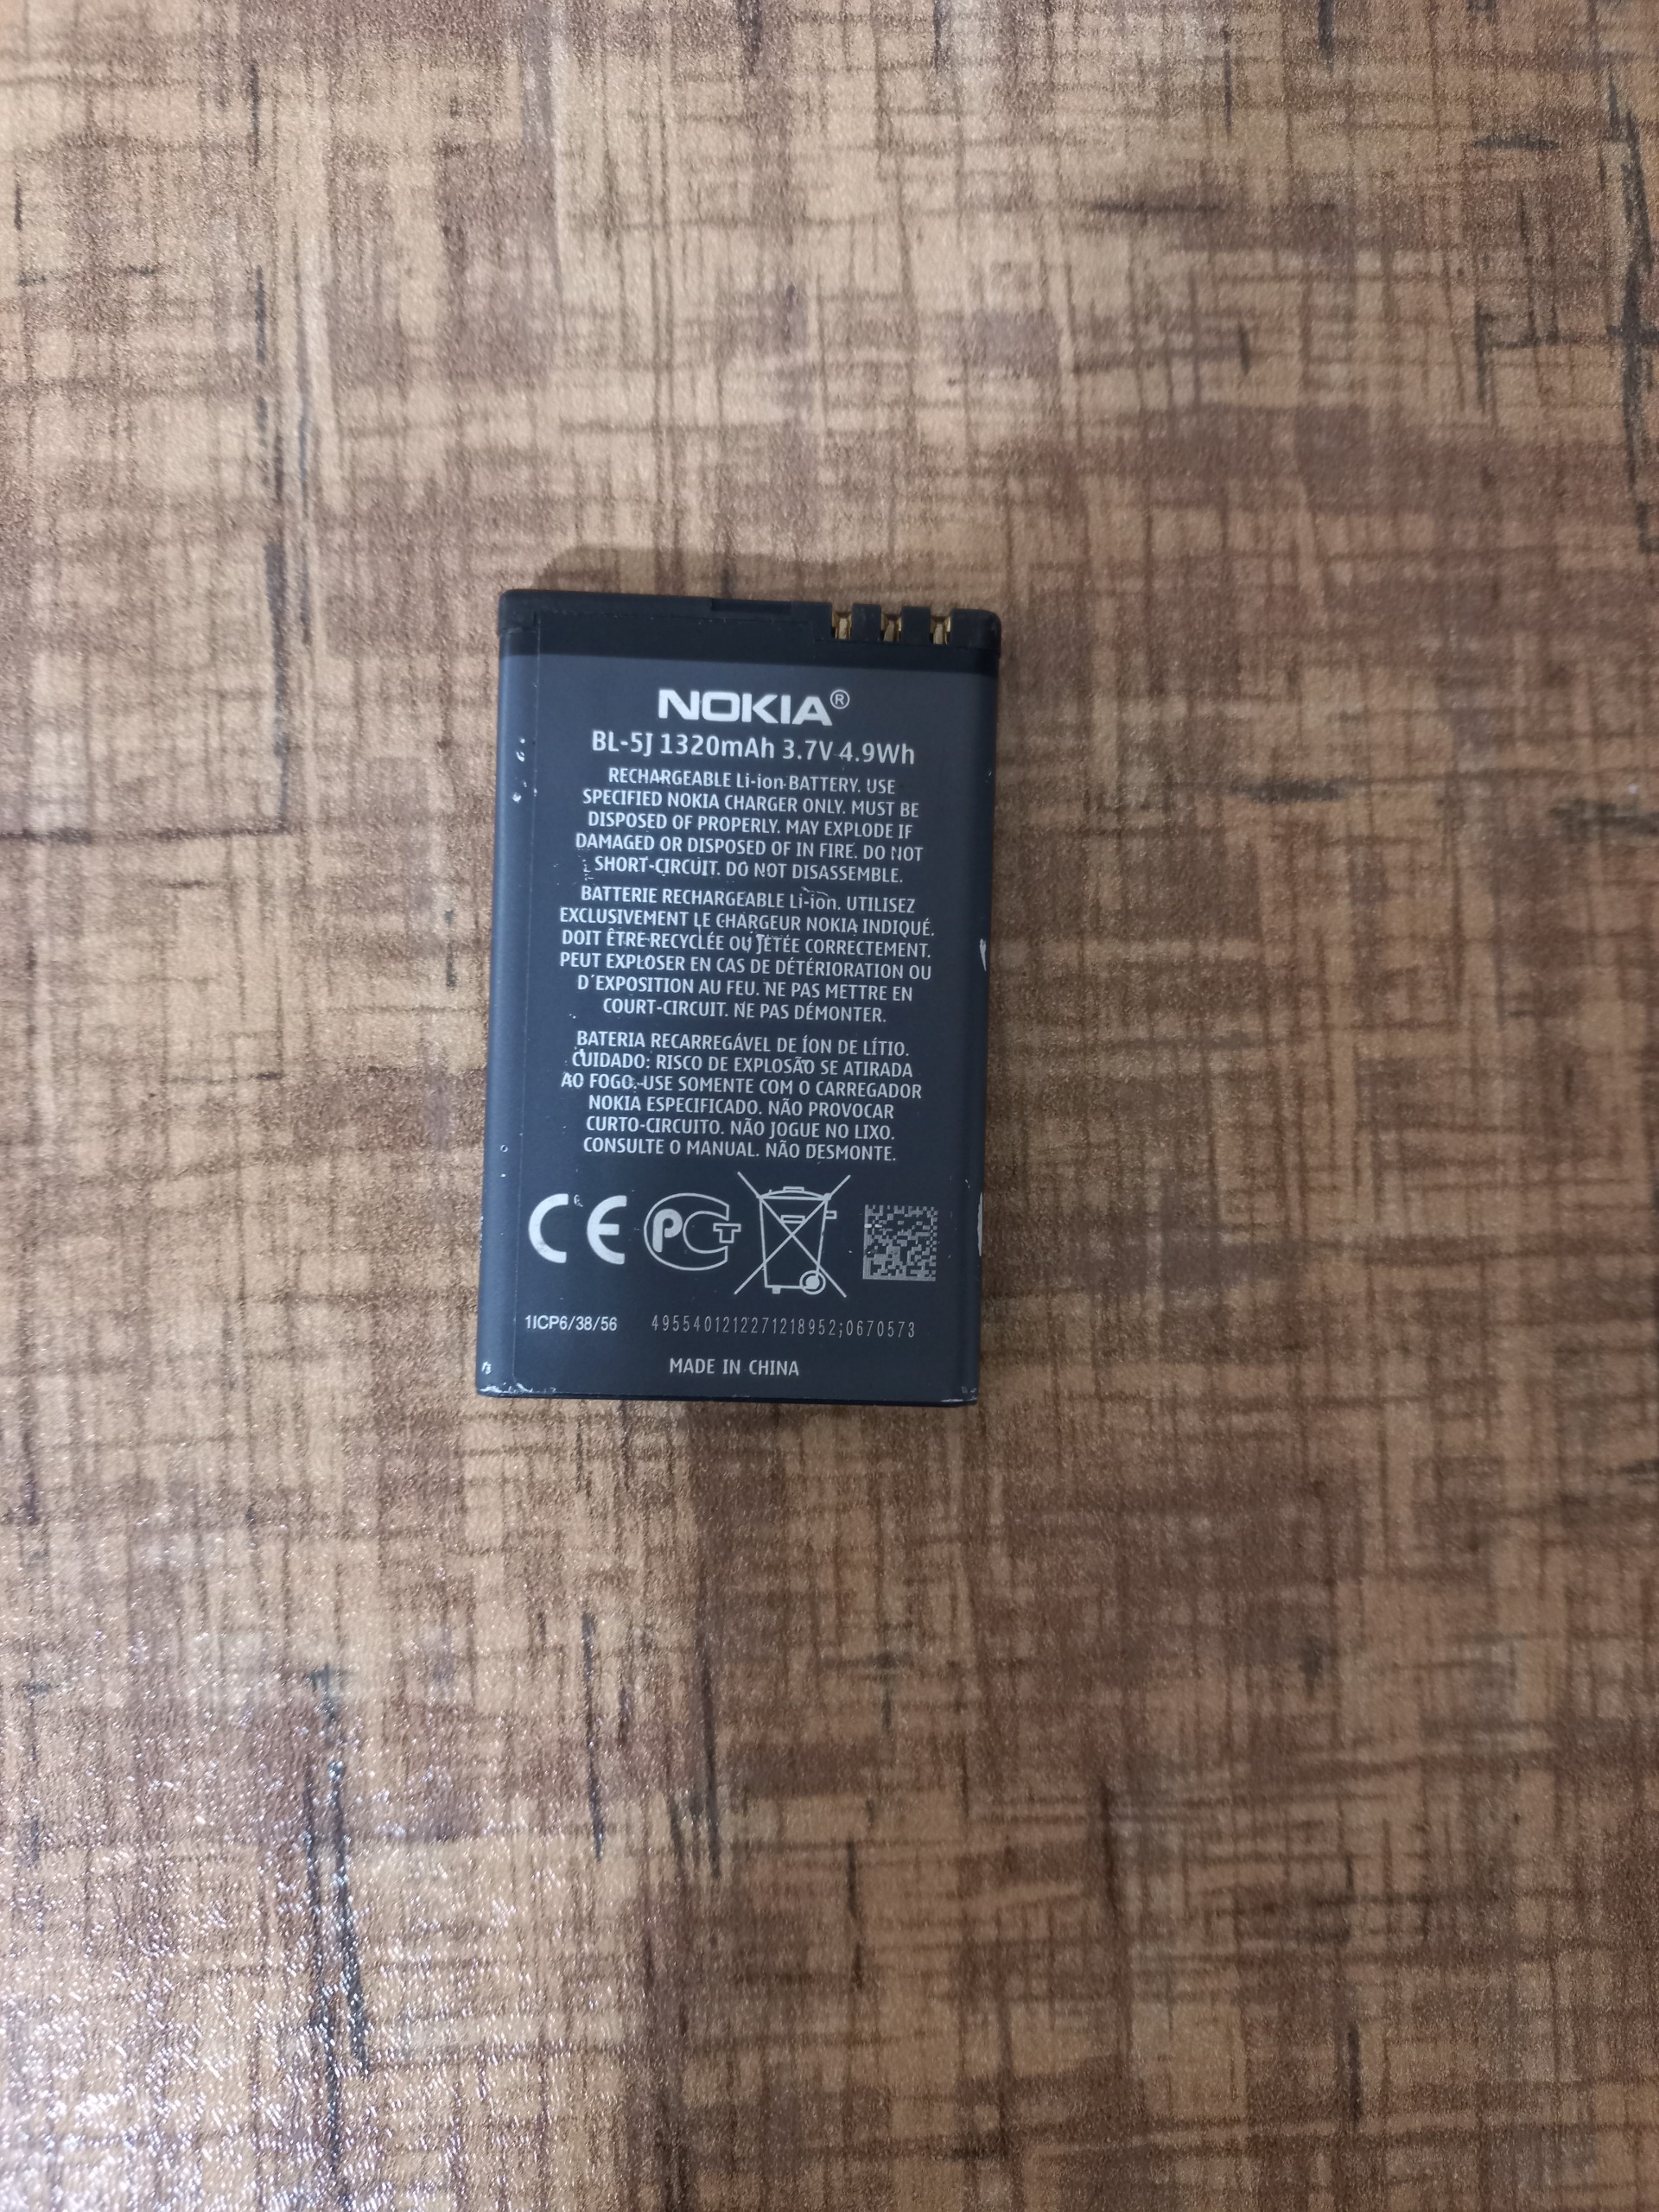 NOKIA®
BL-5J 1320mAh 3.7V 4.9Wh
RECHARGEABLE Li-ion BATTERY. USE
SPECIFIED NOKIA CHARGER ONLY. MUST BE
DISPOSED OF PROPERLY. MAY EXPLODE IF
DAMAGED OR DISPOSED OF IN FIRE. DO NOT
SHORT-CIRCUIT. DO NOT DISASSEMBLE.
BATTERIE RECHARGEABLE Li-ion. UTILISEZ
EXCLUSIVEMENT LE CHARGEUR NOKIA INDIQUÉ.
DOIT ÊTRE RECYCLÉE OU JETÉE CORRECTEMENT.
PEUT EXPLOSER EN CAS DE DÉTÉRIORATION OU
D´EXPOSITION AU FEU. NE PAS METTRE EN
COURT-CIRCUIT. NE PAS DÉMONTER.
BATERIA RECARREGÁVEL DE ÍON DE LÍTIO.
CUIDADO: RISCO DE EXPLOSÃO SE ATIRADA
AO FOGO. USE SOMENTE COM O CARREGADOR
NOKIA ESPECIFICADO. NÃO PROVOCAR
CURTO-CIRCUITO. NÃO JOGUE NO LIXO.
CONSULTE O MANUAL. NÃO DESMONTE.
CE PCT
1ICP6/38/56 4955401212271218952;0670573
MADE IN CHINA